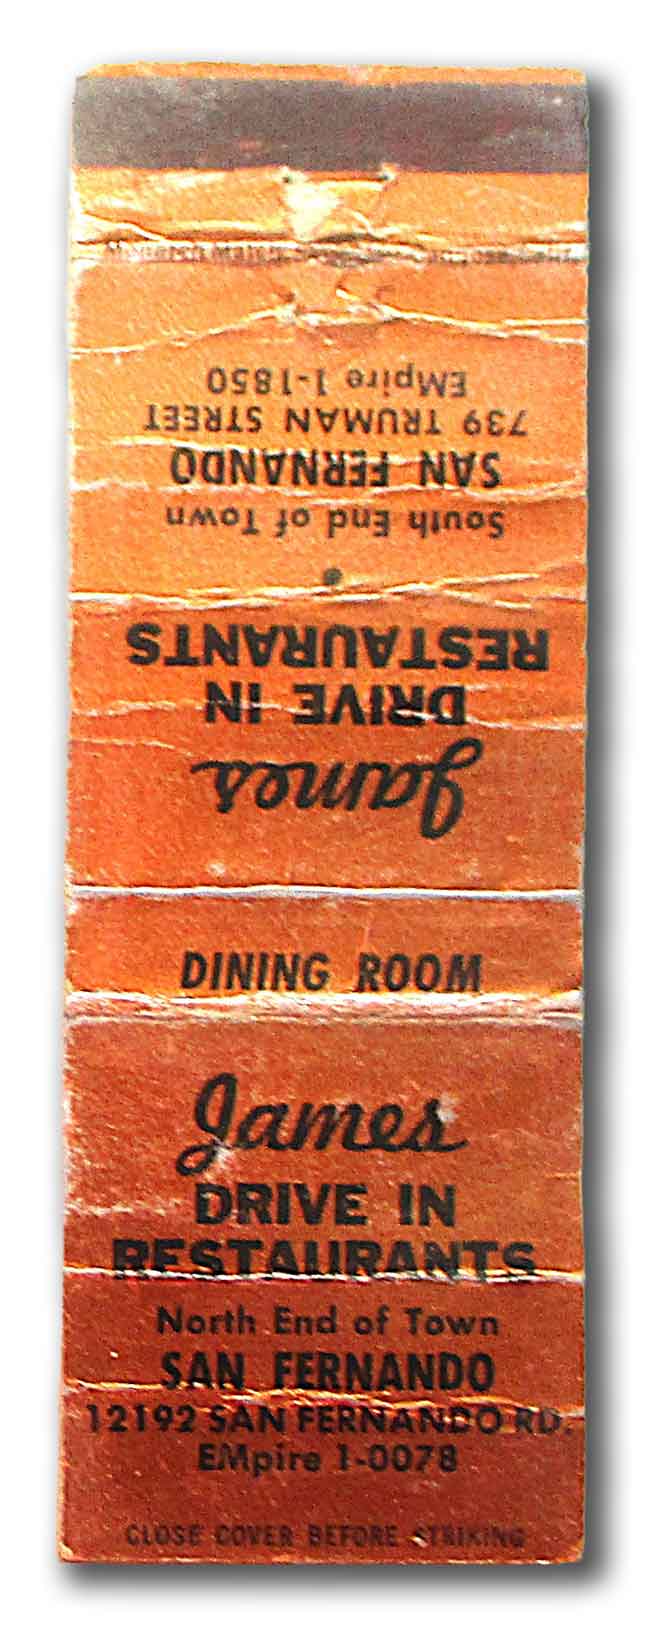 EMpire 1-1850
739 TRUMAN STREET
SAN FERNANDO
South End of Town
RESTAURANTS
DRIVE IN
James
DINING ROOM
James
DRIVE IN
RESTAURANTS
North End of Town
SAN FERNANDO
12192 SAN FERNANDO RD.
EMpire 1-0078
CLOSE COVER BEFORE STRIKING